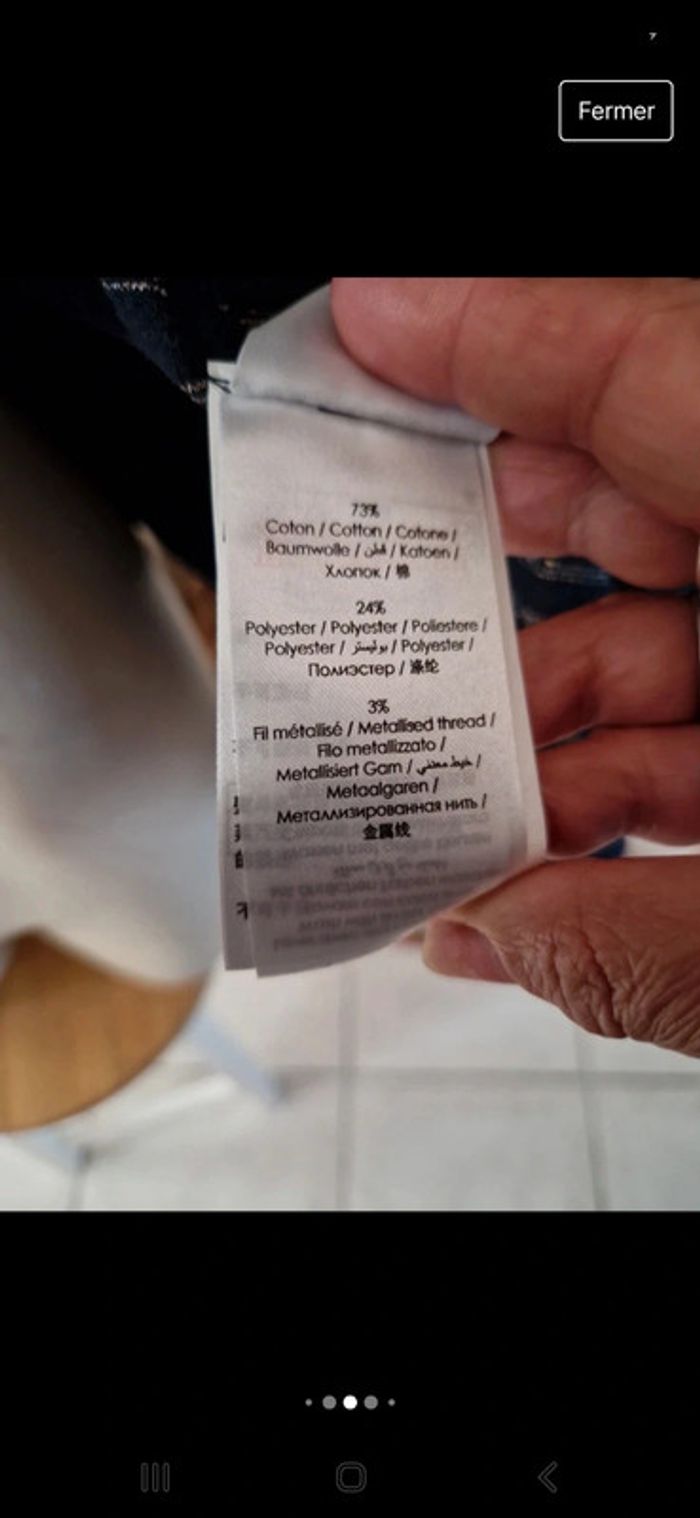 Fermer
73%
Coton / Cotton / Cotone /
Baumwolle / قطن / Katoen /
Хлопок / 棉
24%
Polyester / Polyester / Poliestere /
Polyester / بوليستر / Polyester /
Полиэстер / 涤纶
3%
Fil métallisé / Metallised thread /
Filo metallizzato /
Metallisiert Garn / خيط معدني /
Metaalgaren /
Металлизированная нить /
金属线